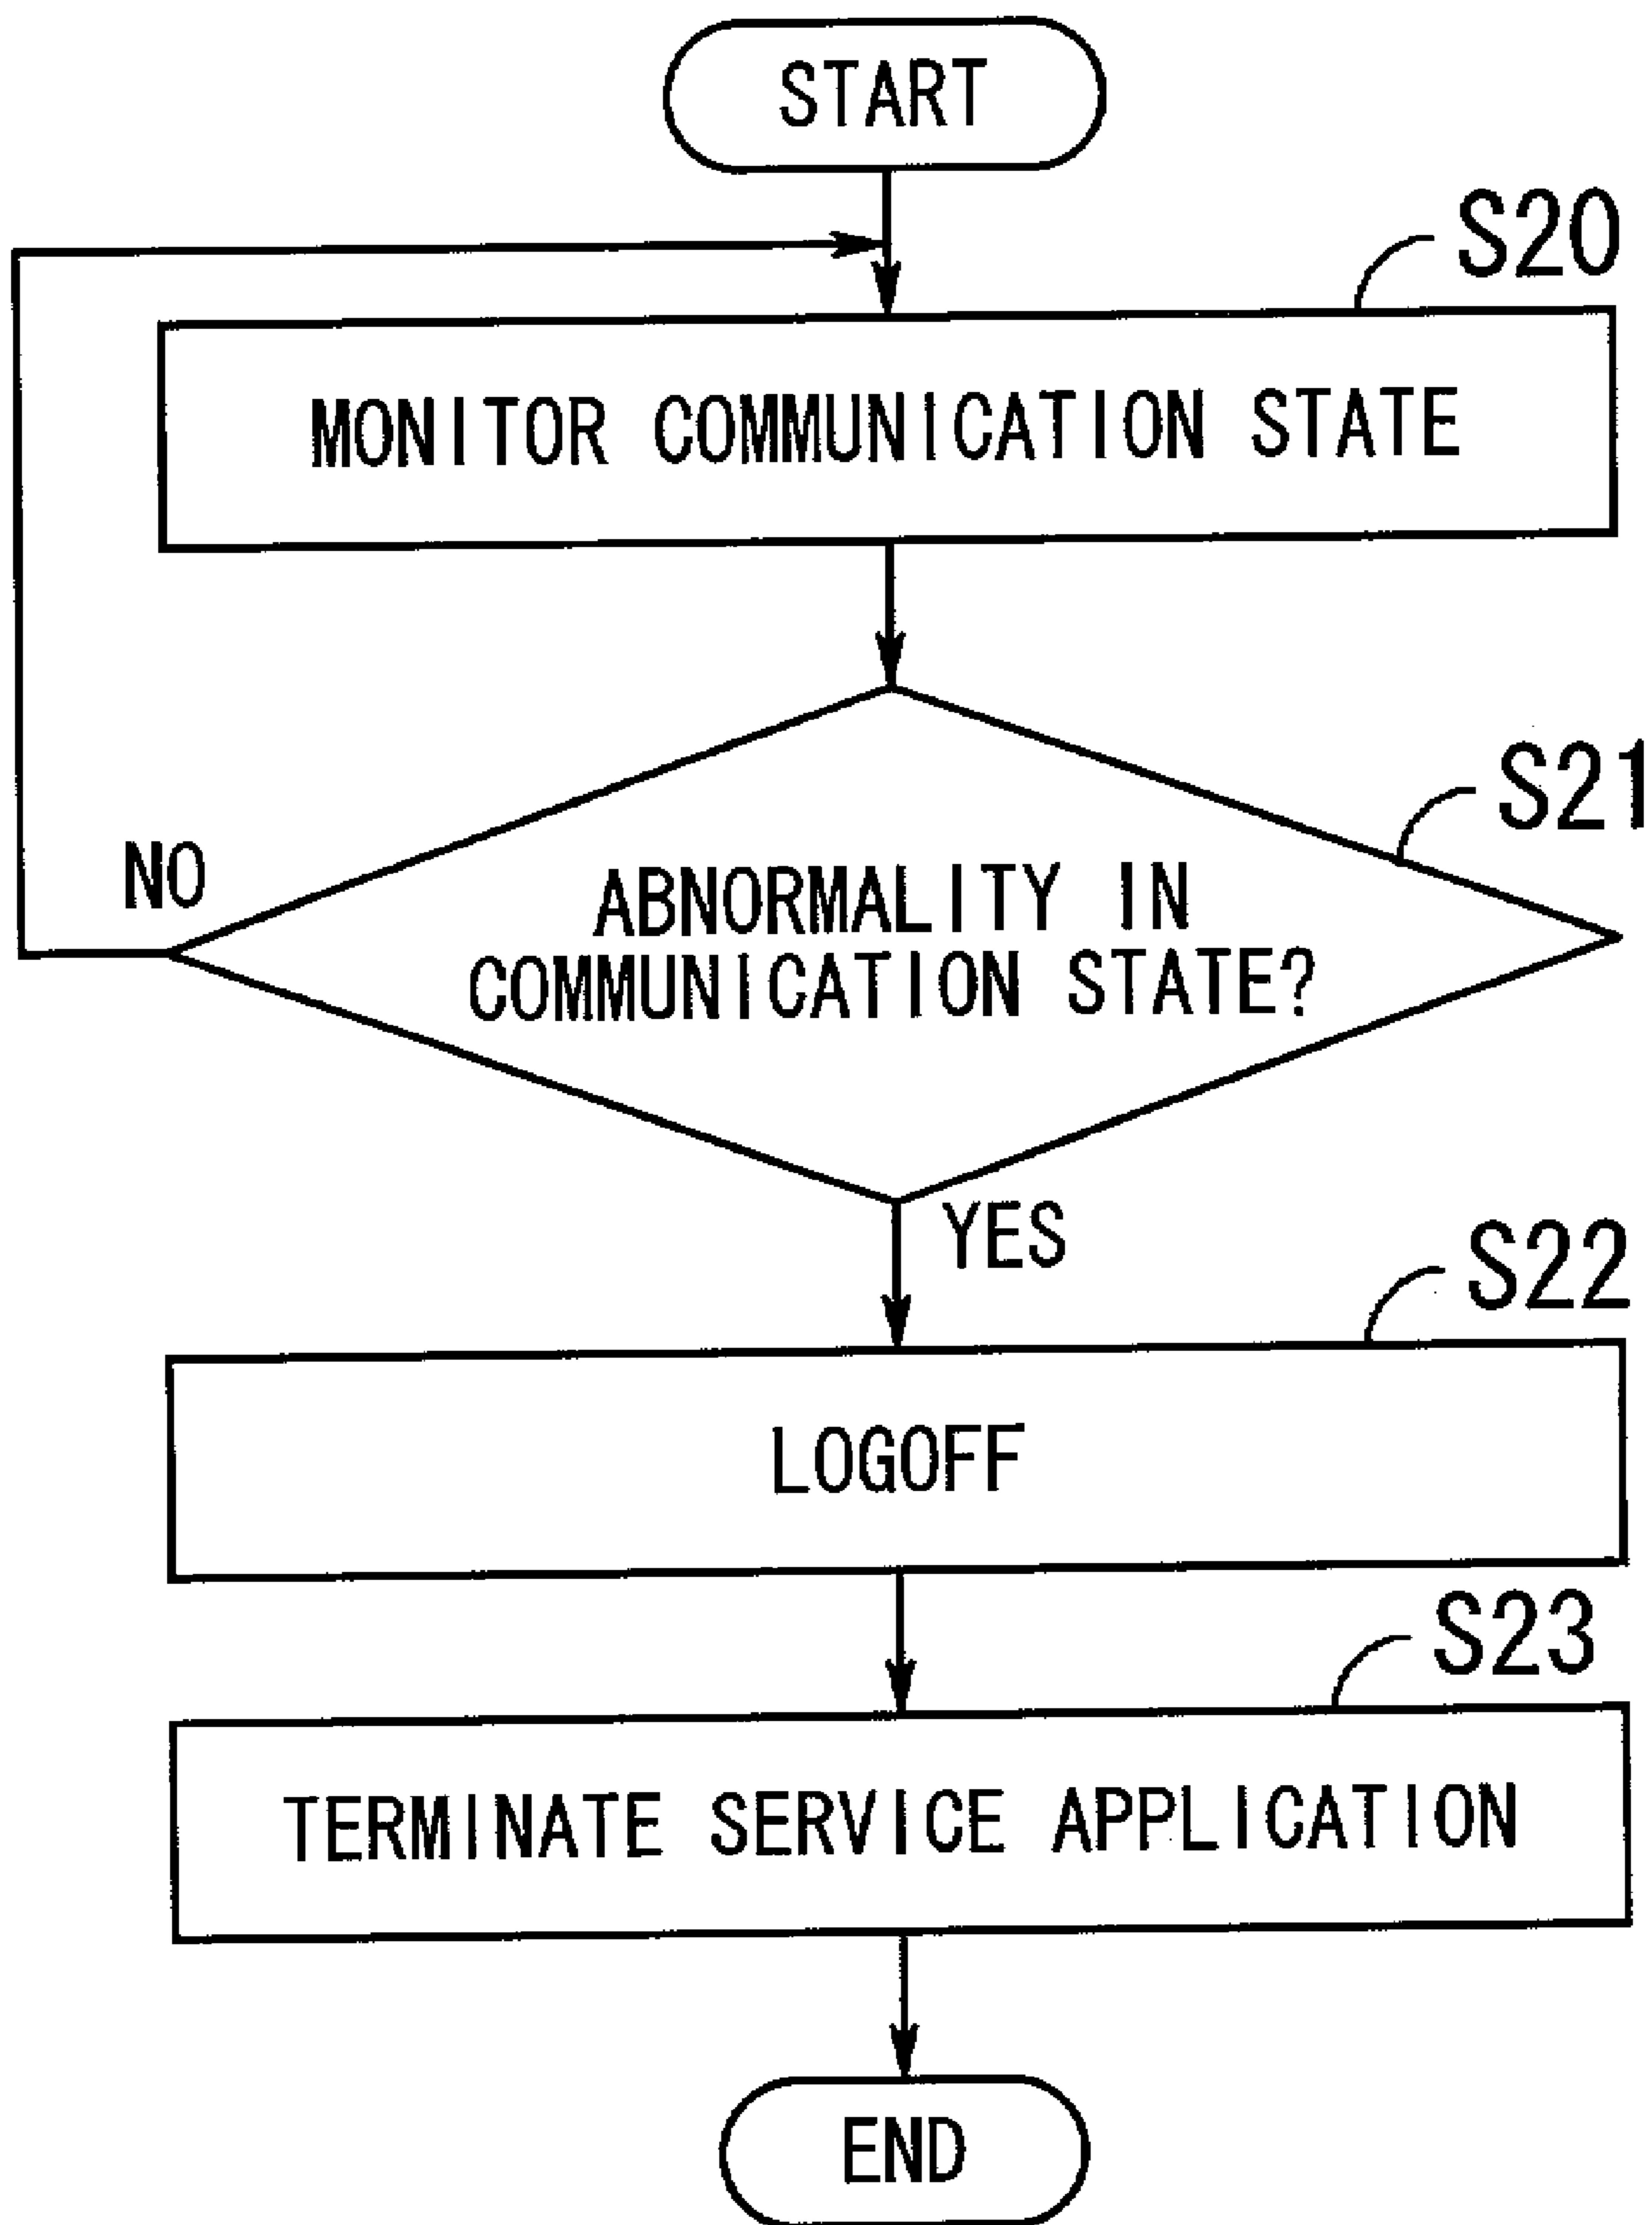 START
S20
MONITOR COMMUNICATION STATE
S21
NO
ABNORMALITY IN
COMMUNICATION STATE?
YES
S22
LOGOFF
S23
TERMINATE SERVICE APPLICATION
END